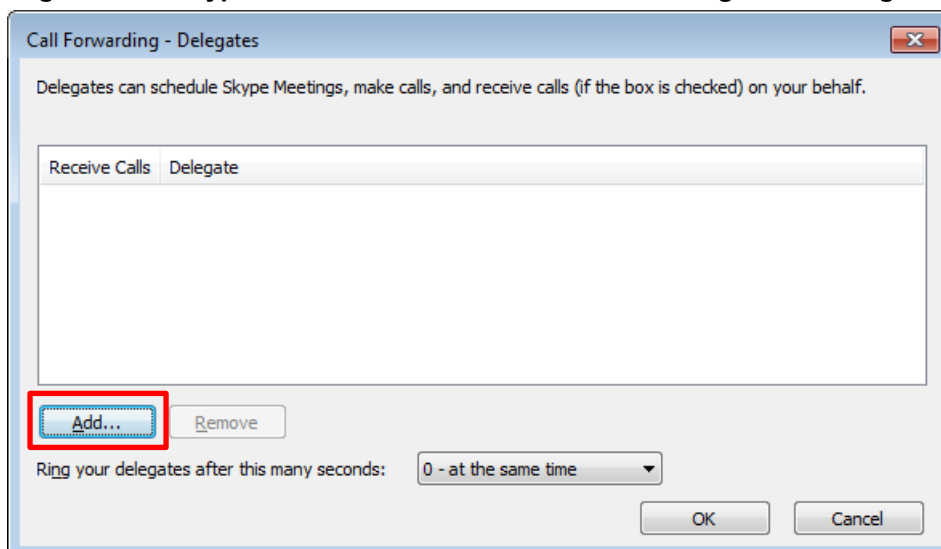 Call Forwarding - Delegates
Delegates can schedule Skype Meetings, make calls, and receive calls (if the box is checked) on your behalf.
Receive Calls Delegate
Add... Remove
Ring your delegates after this many seconds: 0 - at the same time
OK Cancel